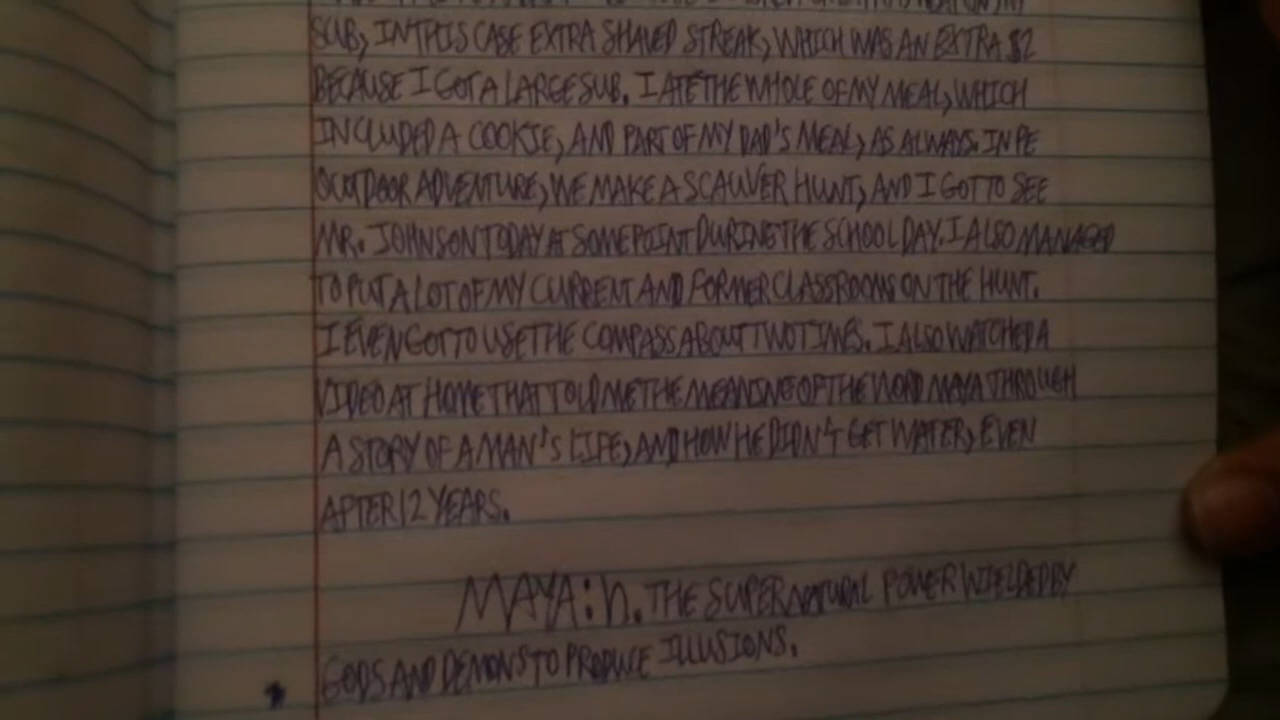 SUB, IN THIS CASE EXTRA SHAVED STREAK, WHICH WAS AN EXTRA $2
BECAUSE I GOT A LARGE SUB. I ATE THE WHOLE OF MY MEAL, WHICH
INCLUDED A COOKIE, AND PART OF MY DAD'S MEAL, AS ALWAYS. IN PE
OUTDOOR ADVENTURE, WE MAKE A SCAUVER HUNT, AND I GOT TO SEE
MR. JOHNSON TODAY AT SOME POINT DURING THE SCHOOL DAY. I ALSO MANAGED
TO PUT A LOT OF MY CURRENT AND FORMER CLASSROOMS ON THE HUNT.
I EVEN GOT TO USE THE COMPASS ABOUT TWO TIMES. I ALSO WATCHED A
VIDEO AT HOME THAT TOLD ME THE MEANING OF THE WORD MAYA THROUGH
A STORY OF A MAN'S LIFE, AND HOW HE DIDN'T GET WATER, EVEN
AFTER 12 YEARS.
MAYA: n. THE SUPERNATURAL POWER WIELDED BY
GODS AND DEMONS TO PRODUCE ILLUSIONS.